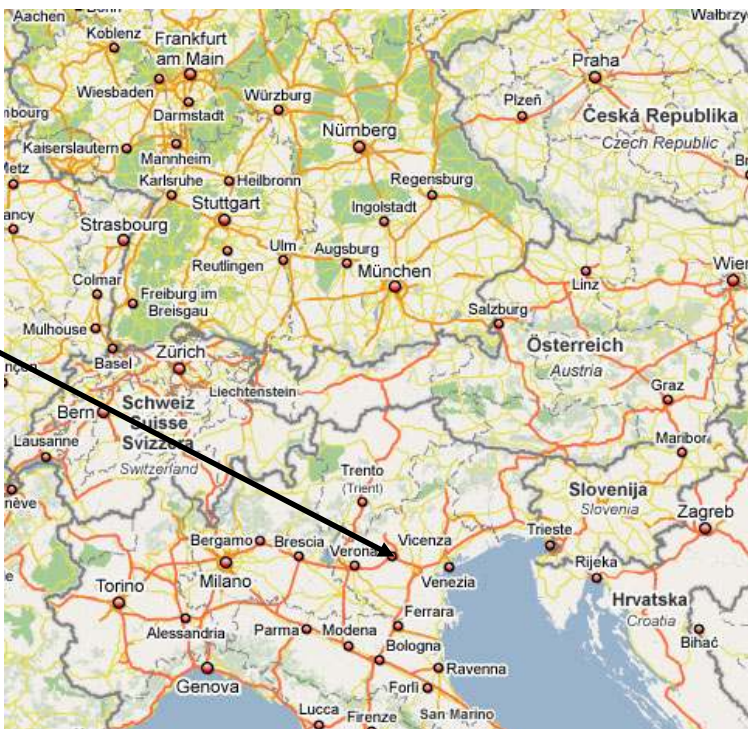 Aachen
Koblenz
Frankfurt
am Main
Wiesbaden
Darmstadt
Würzburg
Nürnberg
Kaiserslautern
Mannheim
Heilbronn
Karlsruhe
Stuttgart
Regensburg
Ingolstadt
Strasbourg
Reutlingen
Ulm
Augsburg
München
Colmar
Freiburg im
Breisgau
Mulhouse
Basel
Zürich
Liechtenstein
Bern
Schweiz
Suisse
Svizzera
Switzerland
Lausanne
Praha
Plzeň
Česká Republika
Czech Republic
Linz
Salzburg
Österreich
Austria
Graz
Maribor
Slovenija
Slovenia
Zagreb
Trento
(Trient)
Bergamo
Brescia
Verona
Vicenza
Venezia
Trieste
Rijeka
Hrvatska
Croatia
Bihać
Torino
Milano
Alessandria
Parma
Modena
Ferrara
Bologna
Ravenna
Genova
Forlì
San Marino
Lucca
Firenze